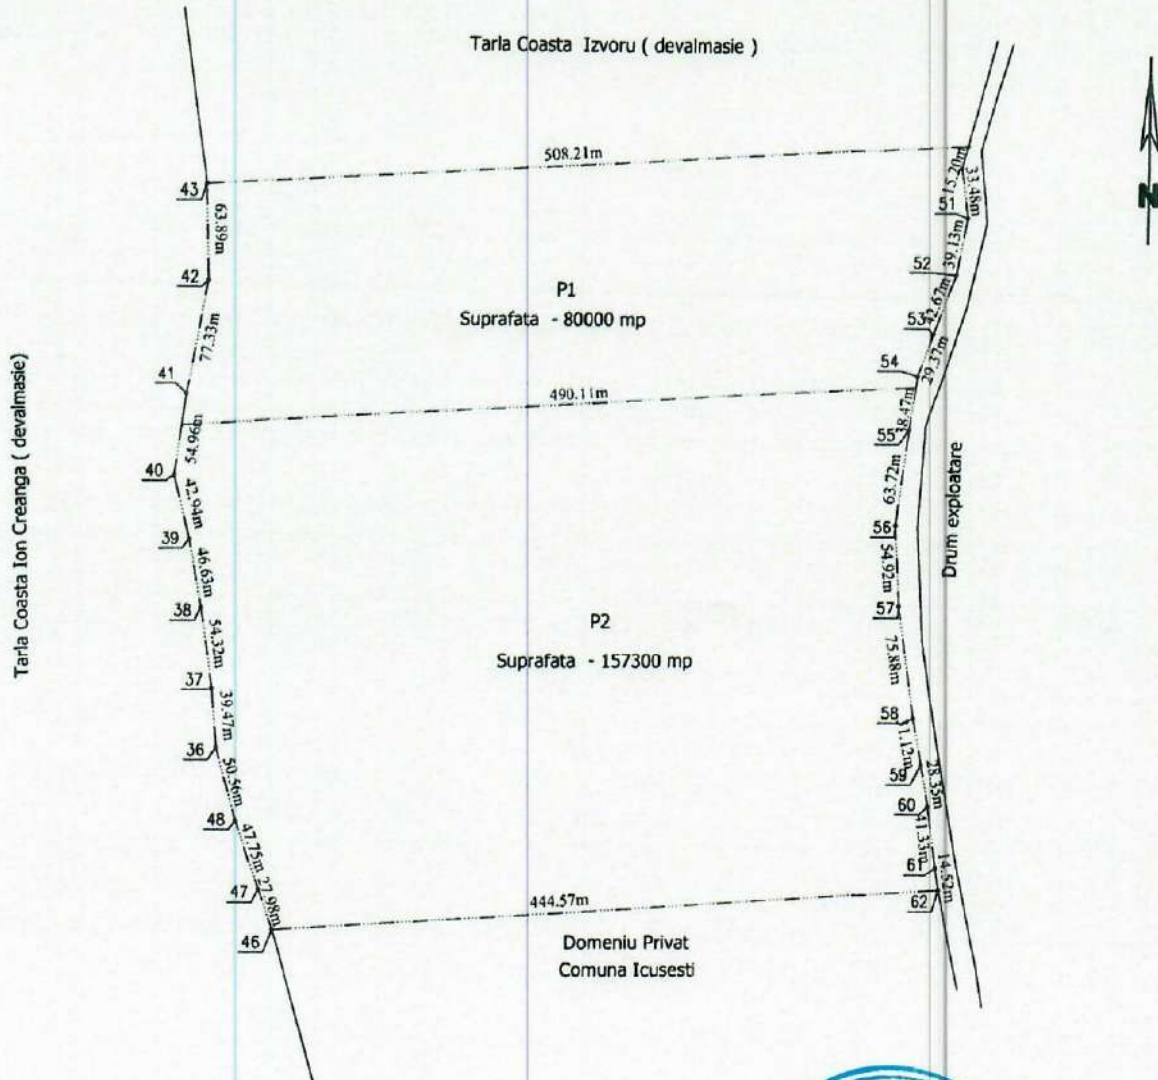 Tarla Coasta Izvoru ( devalmasie )
508.21m
43
15.20m
33.48m
51
63.89m
39.13m
52
42
P1
42.67m
53
Suprafata - 80000 mp
77.33m
29.37m
54
41
490.11m
38.47m
55
54.96m
40
42.94m
63.72m
56
39
46.63m
54.92m
57
38
P2
54.32m
Suprafata - 157300 mp
75.88m
37
39.47m
58
36
31.12m
59
28.35m
50.56m
60
48
41.33m
47.75m
61
14.52m
47
27.98m
444.57m
62
46
Domeniu Privat
Comuna Icusesti
Tarla Coasta Ion Creanga ( devalmasie)
Drum exploatare
N